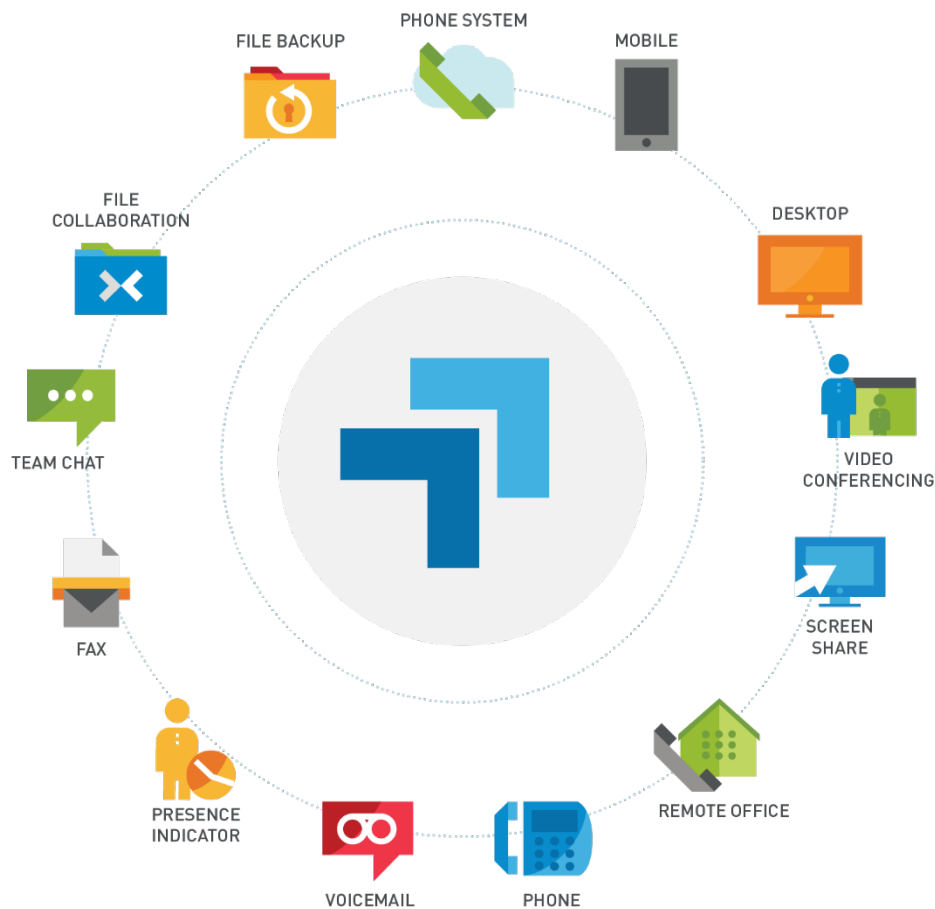 PHONE SYSTEM
FILE BACKUP
MOBILE
FILE
COLLABORATION
DESKTOP
TEAM CHAT
VIDEO
CONFERENCING
FAX
SCREEN
SHARE
PRESENCE
INDICATOR
REMOTE OFFICE
VOICEMAIL
PHONE